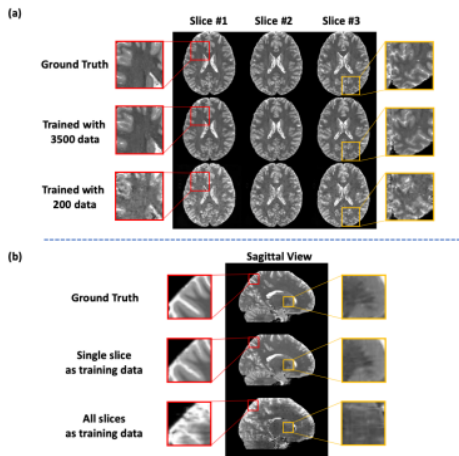 (a)
Slice #1 Slice #2 Slice #3
Ground Truth
Trained with
3500 data
Trained with
200 data
(b)
Sagittal View
Ground Truth
Single slice
as training data
All slices
as training data